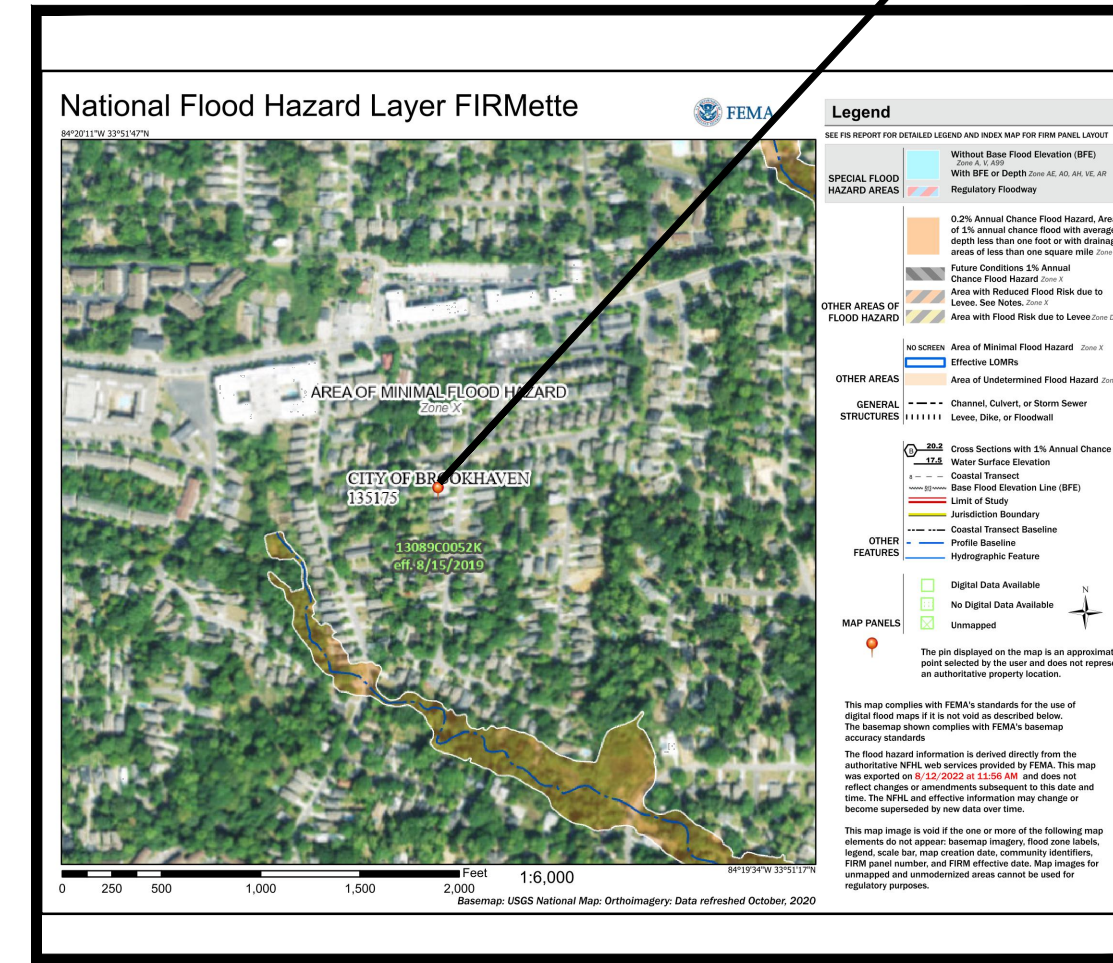 National Flood Hazard Layer FIRMette
FEMA
84°20'11"W 33°51'47"N
AREA OF MINIMAL FLOOD HAZARD
Zone X
CITY OF BROOKHAVEN
135175
13089C0052K
eff. 8/15/2019
0 250 500 1,000 1,500 2,000
Feet
1:6,000
84°19'34"W 33°51'17"N
Basemap: USGS National Map: Orthoimagery: Data refreshed October, 2020
Legend
SEE FIS REPORT FOR DETAILED LEGEND AND INDEX MAP FOR FIRM PANEL LAYOUT
SPECIAL FLOOD
HAZARD AREAS
Without Base Flood Elevation (BFE)
Zone A, V, A99
With BFE or Depth Zone AE, AO, AH, VE, AR
Regulatory Floodway
OTHER AREAS OF
FLOOD HAZARD
0.2% Annual Chance Flood Hazard,
of 1% annual chance flood with average
depth less than one foot or with
areas of less than one square mile Zone
Future Conditions 1% Annual
Chance Flood Hazard Zone X
Area with Reduced Flood Risk due to
Levee. See Notes. Zone X
Area with Flood Risk due to Levee Zone D
OTHER AREAS
NO SCREEN Area of Minimal Flood Hazard Zone X
Effective LOMRs
Area of Undetermined Flood Hazard
GENERAL
STRUCTURES
Channel, Culvert, or Storm Sewer
Levee, Dike, or Floodwall
OTHER
FEATURES
B 20.2 Cross Sections with 1% Annual Chance
17.5 Water Surface Elevation
8 Coastal Transect
Base Flood Elevation Line (BFE)
Limit of Study
Jurisdiction Boundary
Coastal Transect Baseline
Profile Baseline
Hydrographic Feature
MAP PANELS
Digital Data Available
No Digital Data Available
Unmapped
N
The pin displayed on the map is an
point selected by the user and does not
an authoritative property location.
This map complies with FEMA's standards for the use of
digital flood maps if it is not void as described below.
The basemap shown complies with FEMA's basemap
accuracy standards
The flood hazard information is derived directly from the
authoritative NFHL web services provided by FEMA. This map
was exported on 8/12/2022 at 11:56 AM and does not
reflect changes or amendments subsequent to this date and
time. The NFHL and effective information may change or
become superseded by new data over time.
This map image is void if the one or more of the following map
elements do not appear: basemap imagery, flood zone labels,
legend, scale bar, map creation date, community identifiers,
FIRM panel number, and FIRM effective date. Map images for
unmapped and unmodernized areas cannot be used for
regulatory purposes.